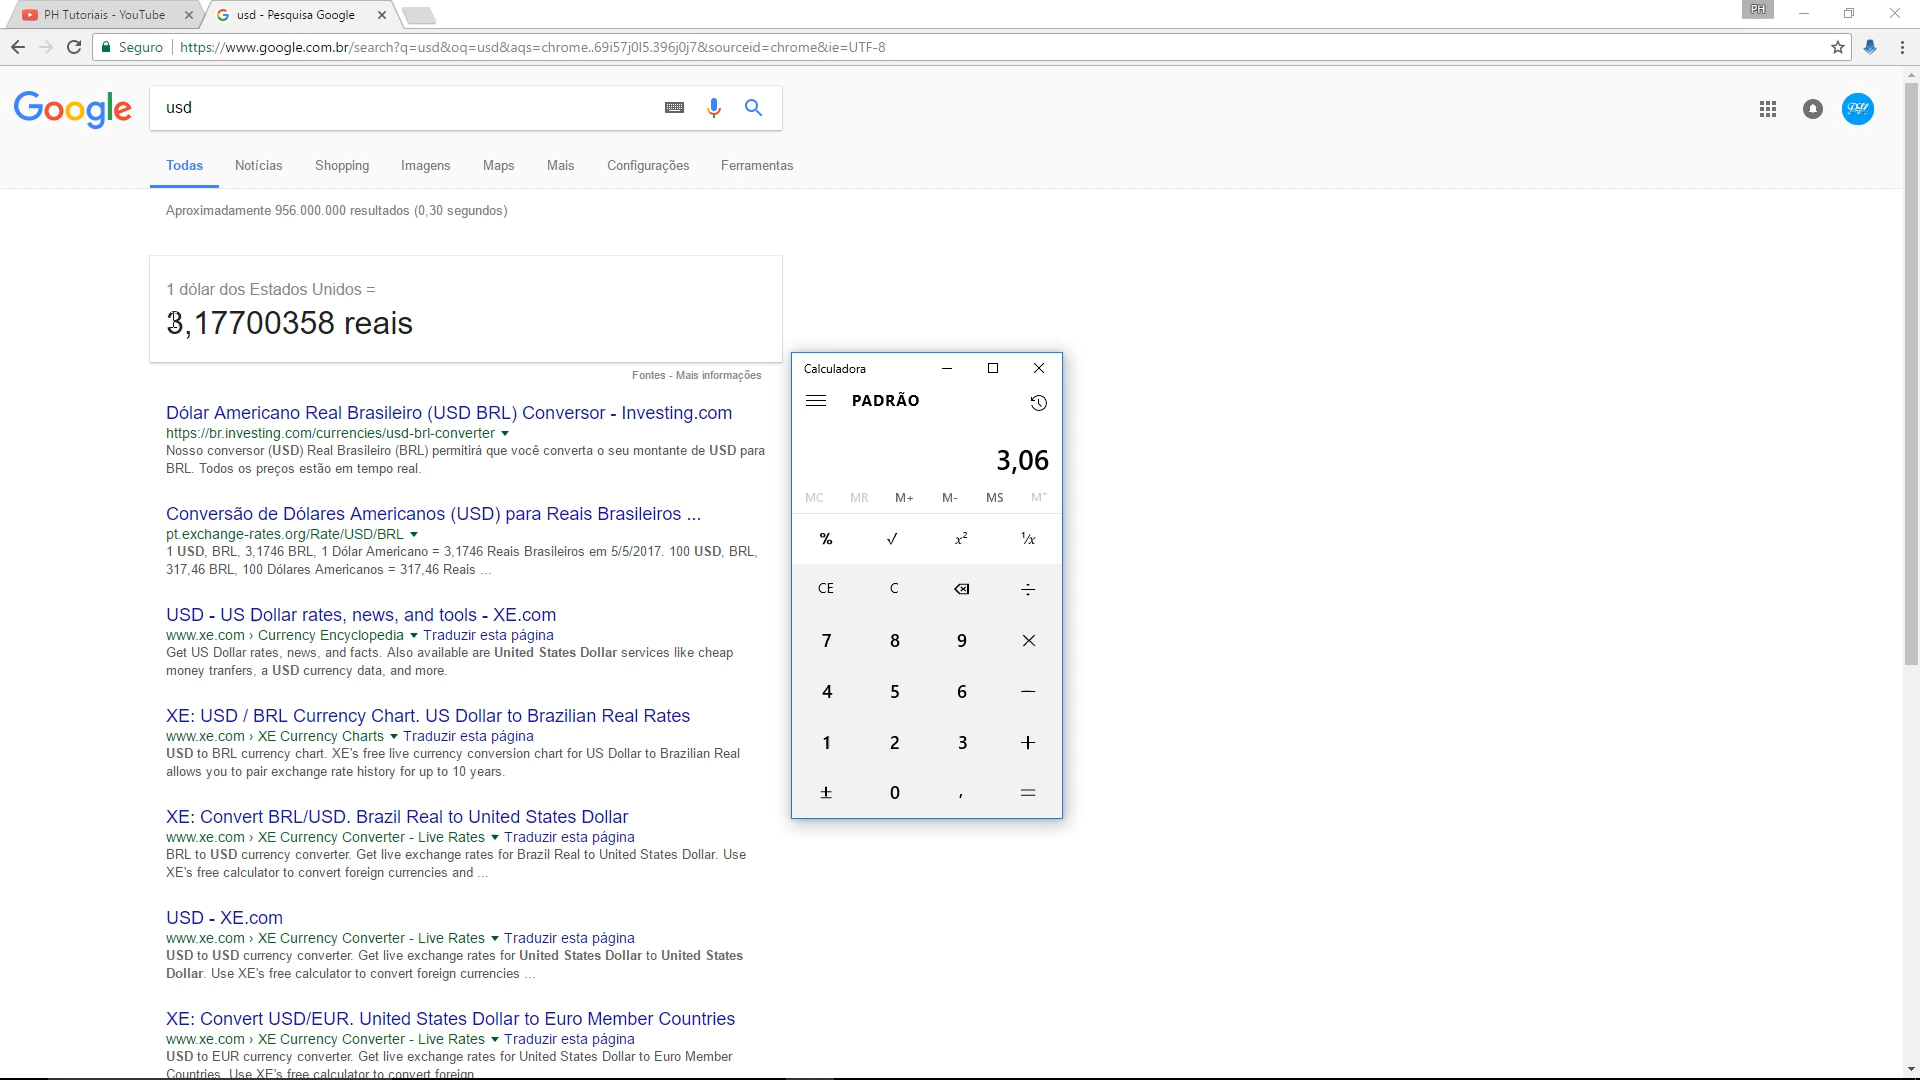 PH Tutoriais - YouTube
usd - Pesquisa Google
PH
Seguro
https://www.google.com.br/search?q=usd&oq=usd&aqs=chrome..69i57j0l5.396j0j7&sourceid=chrome&ie=UTF-8
Google
usd
Todas Notícias Shopping Imagens Maps Mais Configurações Ferramentas
Aproximadamente 956.000.000 resultados (0,30 segundos)
1 dólar dos Estados Unidos =
3,17700358 reais
Fontes - Mais informações
Dólar Americano Real Brasileiro (USD BRL) Conversor - Investing.com
https://br.investing.com/currencies/usd-brl-converter
Nosso conversor (USD) Real Brasileiro (BRL) permitirá que você converta o seu montante de USD para
BRL. Todos os preços estão em tempo real.
Conversão de Dólares Americanos (USD) para Reais Brasileiros ...
pt.exchange-rates.org/Rate/USD/BRL
1 USD, BRL, 3,1746 BRL, 1 Dólar Americano = 3,1746 Reais Brasileiros em 5/5/2017. 100 USD, BRL,
317,46 BRL, 100 Dólares Americanos = 317,46 Reais ...
USD - US Dollar rates, news, and tools - XE.com
www.xe.com › Currency Encyclopedia Traduzir esta página
Get US Dollar rates, news, and facts. Also available are United States Dollar services like cheap
money tranfers, a USD currency data, and more.
XE: USD / BRL Currency Chart. US Dollar to Brazilian Real Rates
www.xe.com › XE Currency Charts Traduzir esta página
USD to BRL currency chart. XE's free live currency conversion chart for US Dollar to Brazilian Real
allows you to pair exchange rate history for up to 10 years.
XE: Convert BRL/USD. Brazil Real to United States Dollar
www.xe.com › XE Currency Converter - Live Rates Traduzir esta página
BRL to USD currency converter. Get live exchange rates for Brazil Real to United States Dollar. Use
XE's free calculator to convert foreign currencies and ...
USD - XE.com
www.xe.com › XE Currency Converter - Live Rates Traduzir esta página
USD to USD currency converter. Get live exchange rates for United States Dollar to United States
Dollar. Use XE's free calculator to convert foreign currencies ...
XE: Convert USD/EUR. United States Dollar to Euro Member Countries
www.xe.com › XE Currency Converter - Live Rates Traduzir esta página
USD to EUR currency converter. Get live exchange rates for United States Dollar to Euro Member
Countries. Use XE's free calculator to convert foreign
Calculadora
PADRÃO
3,06
MC MR M+ M- MS M˅
% √ x² ¹/x
CE C ÷
7 8 9 ×
4 5 6 −
1 2 3 +
± 0 , =